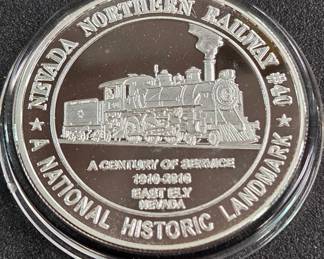 NEVADA NORTHERN RAILWAY #40
A CENTURY OF SERVICE
1910-2010
EAST ELY
NEVADA
★ A NATIONAL HISTORIC LANDMARK ★